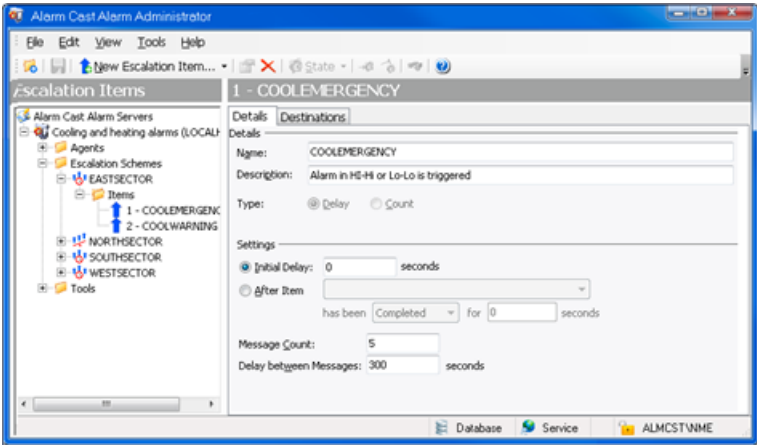 Alarm Cast Alarm Administrator
File Edit View Tools Help
New Escalation Item... State
Escalation Items
1 - COOLEMERGENCY
Alarm Cast Alarm Servers
Cooling and heating alarms (LOCALH
Agents
Escalation Schemes
EASTSECTOR
Items
1 - COOLEMERGENC
2 - COOLWARNING
NORTHSECTOR
SOUTHSECTOR
WESTSECTOR
Tools
Details Destinations
Details
Name: COOLEMERGENCY
Description: Alarm in HI-Hi or Lo-Lo is triggered
Type: Delay Count
Settings
Initial Delay: 0 seconds
After Item
has been Completed for 0 seconds
Message Count: 5
Delay between Messages: 300 seconds
Database Service ALMCST\NME